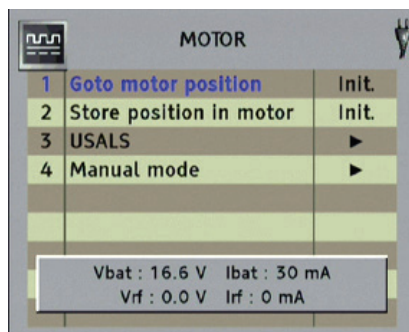 MOTOR
1 Goto motor position Init.
2 Store position in motor Init.
3 USALS ►
4 Manual mode ►
Vbat : 16.6 V Ibat : 30 mA
Vrf : 0.0 V Irf : 0 mA